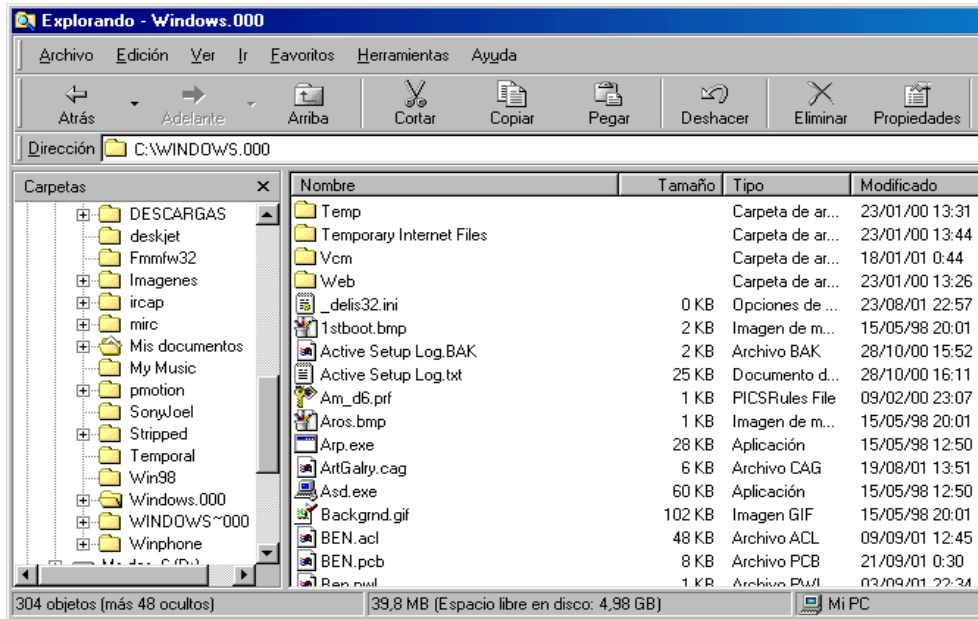 Explorando - Windows.000
Archivo Edición Ver Ir Favoritos Herramientas Ayuda
Atrás Adelante Arriba Cortar Copiar Pegar Deshacer Eliminar Propiedades
Dirección C:\WINDOWS.000
Carpetas
DESCARGAS
deskjet
Fmmfw32
Imagenes
ircap
mirc
Mis documentos
My Music
pmotion
SonyJoel
Stripped
Temporal
Win98
Windows.000
WINDOWS~000
Winphone
Nombre Tamaño Tipo Modificado
Temp Carpeta de ar... 23/01/00 13:31
Temporary Internet Files Carpeta de ar... 23/01/00 13:44
Vcm Carpeta de ar... 18/01/01 0:44
Web Carpeta de ar... 23/01/00 13:26
_delis32.ini 0 KB Opciones de ... 23/08/01 22:57
1stboot.bmp 2 KB Imagen de m... 15/05/98 20:01
Active Setup Log.BAK 2 KB Archivo BAK 28/10/00 15:52
Active Setup Log.txt 25 KB Documento d... 28/10/00 16:11
Am_d6.prf 1 KB PICSRules File 09/02/00 23:07
Aros.bmp 1 KB Imagen de m... 15/05/98 20:01
Arp.exe 28 KB Aplicación 15/05/98 12:50
ArtGalry.cag 6 KB Archivo CAG 19/08/01 13:51
Asd.exe 60 KB Aplicación 15/05/98 12:50
Backgrnd.gif 102 KB Imagen GIF 15/05/98 20:01
BEN.acl 48 KB Archivo ACL 09/09/01 12:45
BEN.pcb 8 KB Archivo PCB 21/09/01 0:30
Ben.pwl 1 KB Archivo PWL 03/09/01 22:34
304 objetos (más 48 ocultos) 39,8 MB (Espacio libre en disco: 4,98 GB) Mi PC